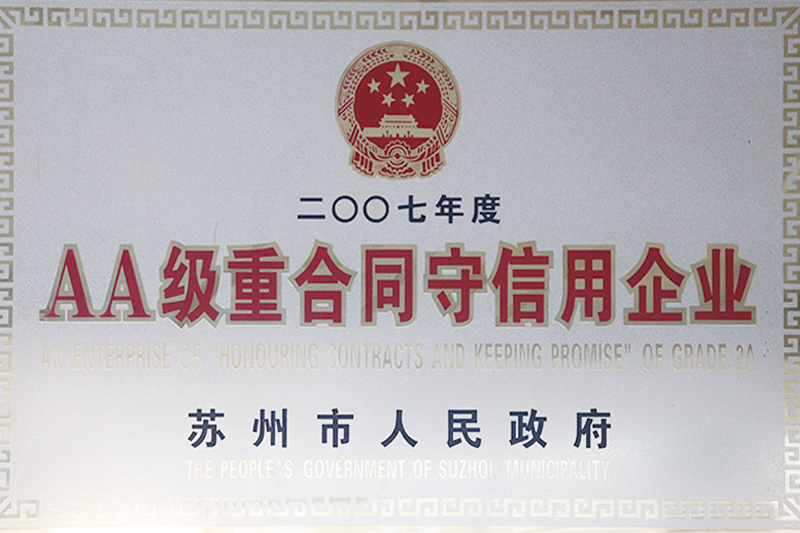 二〇〇七年度
AA级重合同守信用企业
AN ENTERPRISE OF "HONOURING CONTRACTS AND KEEPING PROMISE" OF GRADE 2A
苏州市人民政府
THE PEOPLE'S GOVERNMENT OF SUZHOU MUNICIPALITY